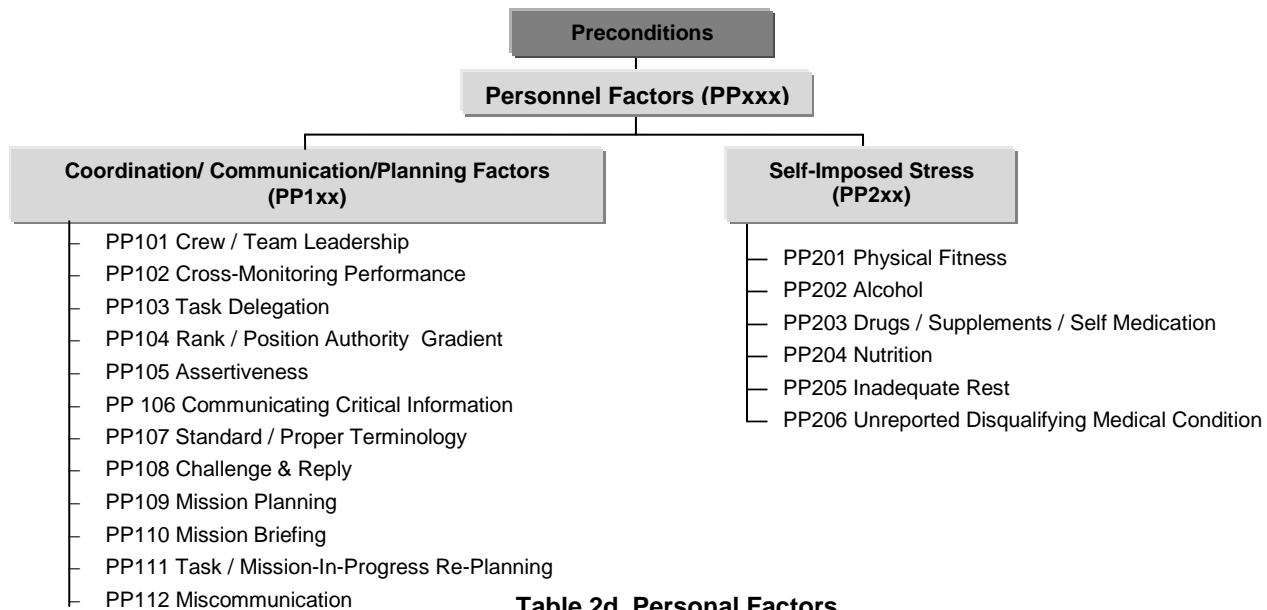 Preconditions
Personnel Factors (PPxxx)
Coordination/ Communication/Planning Factors
(PP1xx)
PP101 Crew / Team Leadership
PP102 Cross-Monitoring Performance
PP103 Task Delegation
PP104 Rank / Position Authority Gradient
PP105 Assertiveness
PP 106 Communicating Critical Information
PP107 Standard / Proper Terminology
PP108 Challenge & Reply
PP109 Mission Planning
PP110 Mission Briefing
PP111 Task / Mission-In-Progress Re-Planning
PP112 Miscommunication
Self-Imposed Stress
(PP2xx)
PP201 Physical Fitness
PP202 Alcohol
PP203 Drugs / Supplements / Self Medication
PP204 Nutrition
PP205 Inadequate Rest
PP206 Unreported Disqualifying Medical Condition
Table 2d. Personal Factors